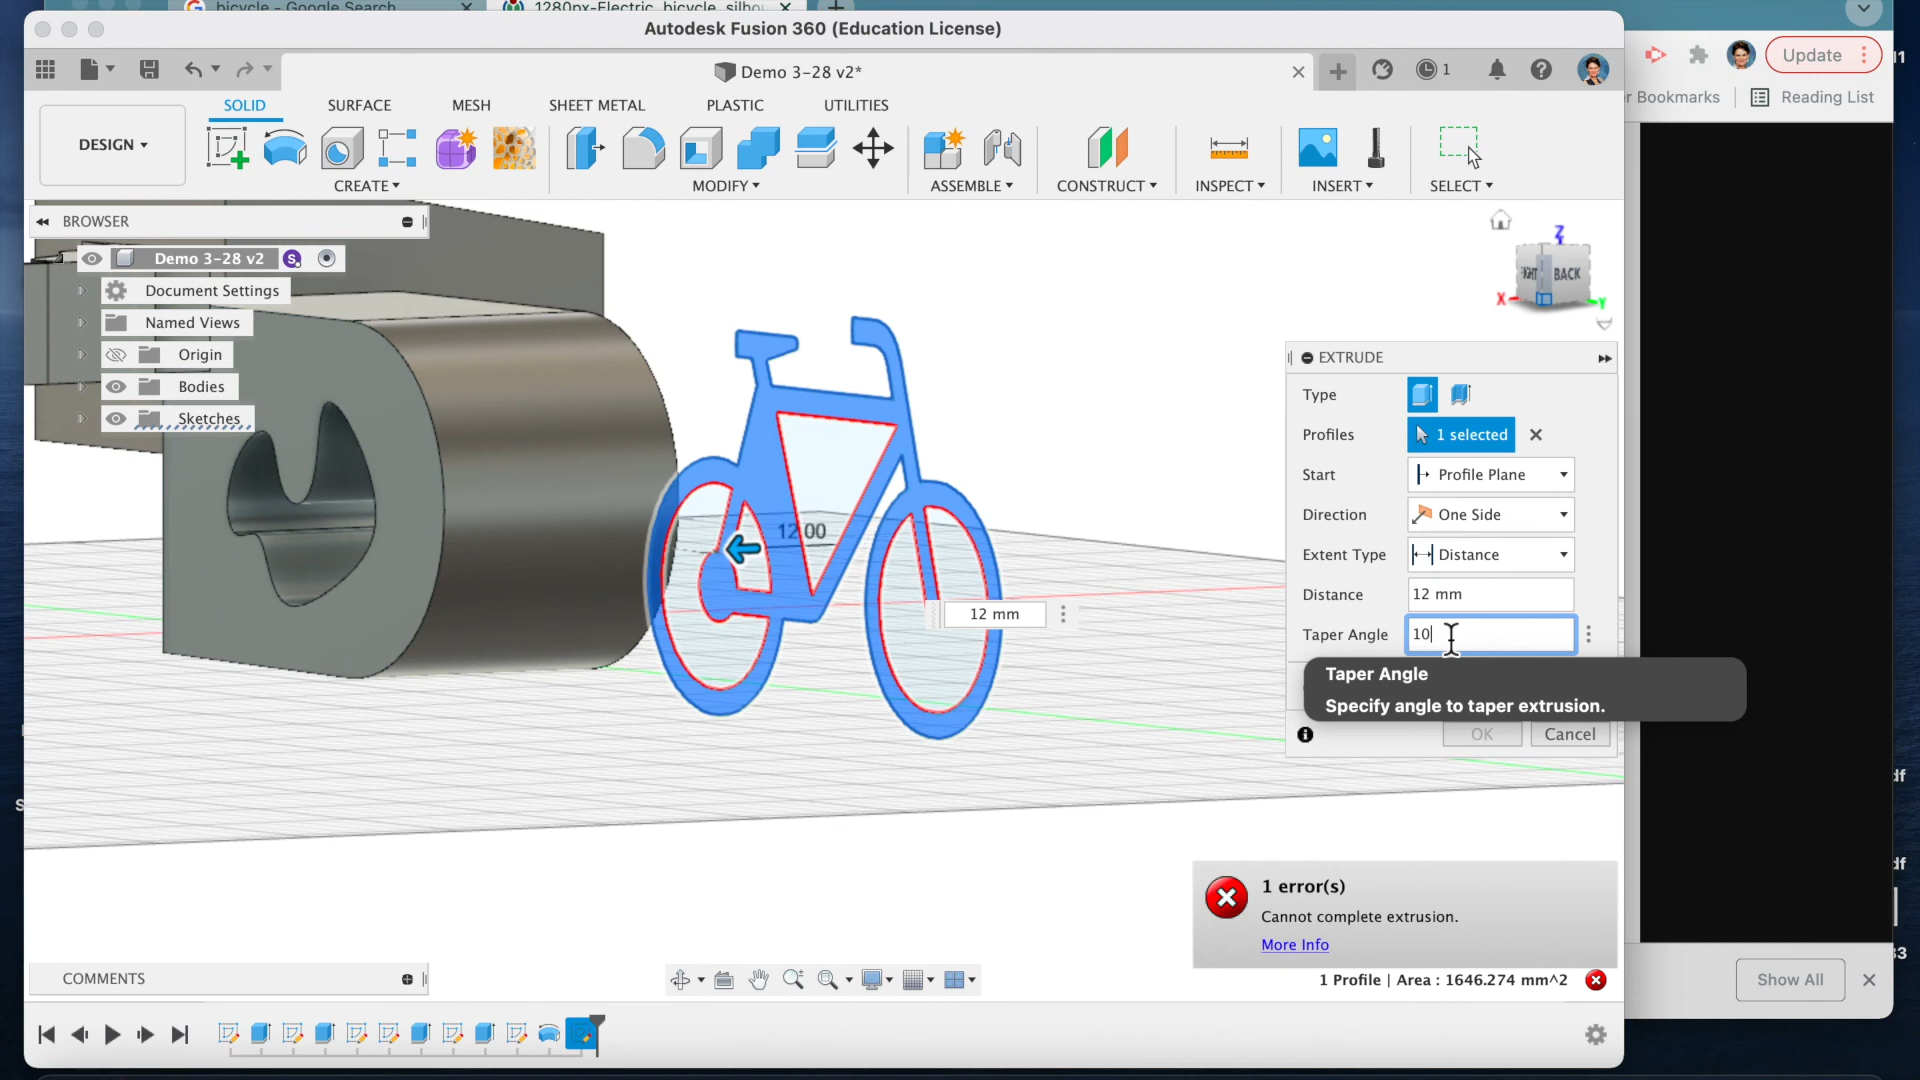 bicycle - Google Search
1280px-Electric_bicycle_silho
Autodesk Fusion 360 (Education License)
Update
11
Demo 3-28 v2*
1
r Bookmarks
Reading List
SOLID
SURFACE
MESH
SHEET METAL
PLASTIC
UTILITIES
DESIGN
CREATE
MODIFY
ASSEMBLE
CONSTRUCT
INSPECT
INSERT
SELECT
BROWSER
Demo 3-28 v2
S
Document Settings
Named Views
Origin
Bodies
Sketches
Z
BACK
X
Y
EXTRUDE
Type
Profiles
1 selected
Start
Profile Plane
Direction
One Side
Extent Type
Distance
Distance
12 mm
Taper Angle
10
Taper Angle
Specify angle to taper extrusion.
OK
Cancel
12.00
12 mm
1 error(s)
Cannot complete extrusion.
More Info
COMMENTS
1 Profile | Area : 1646.274 mm^2
Show All
df
df
33